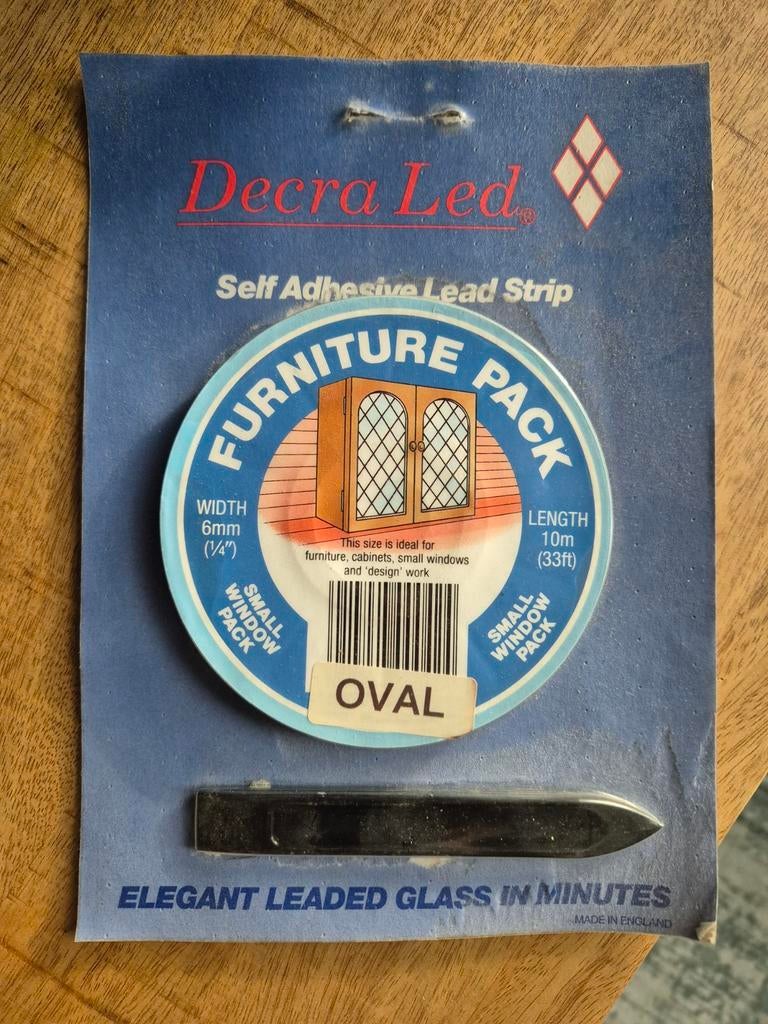 Decra Led®
Self Adhesive Lead Strip
FURNITURE PACK
WIDTH
6mm
(1/4")
LENGTH
10m
(33ft)
This size is ideal for
furniture, cabinets, small windows
and 'design' work
SMALL
WINDOW
PACK
SMALL
WINDOW
PACK
OVAL
ELEGANT LEADED GLASS IN MINUTES
MADE IN ENGLAND